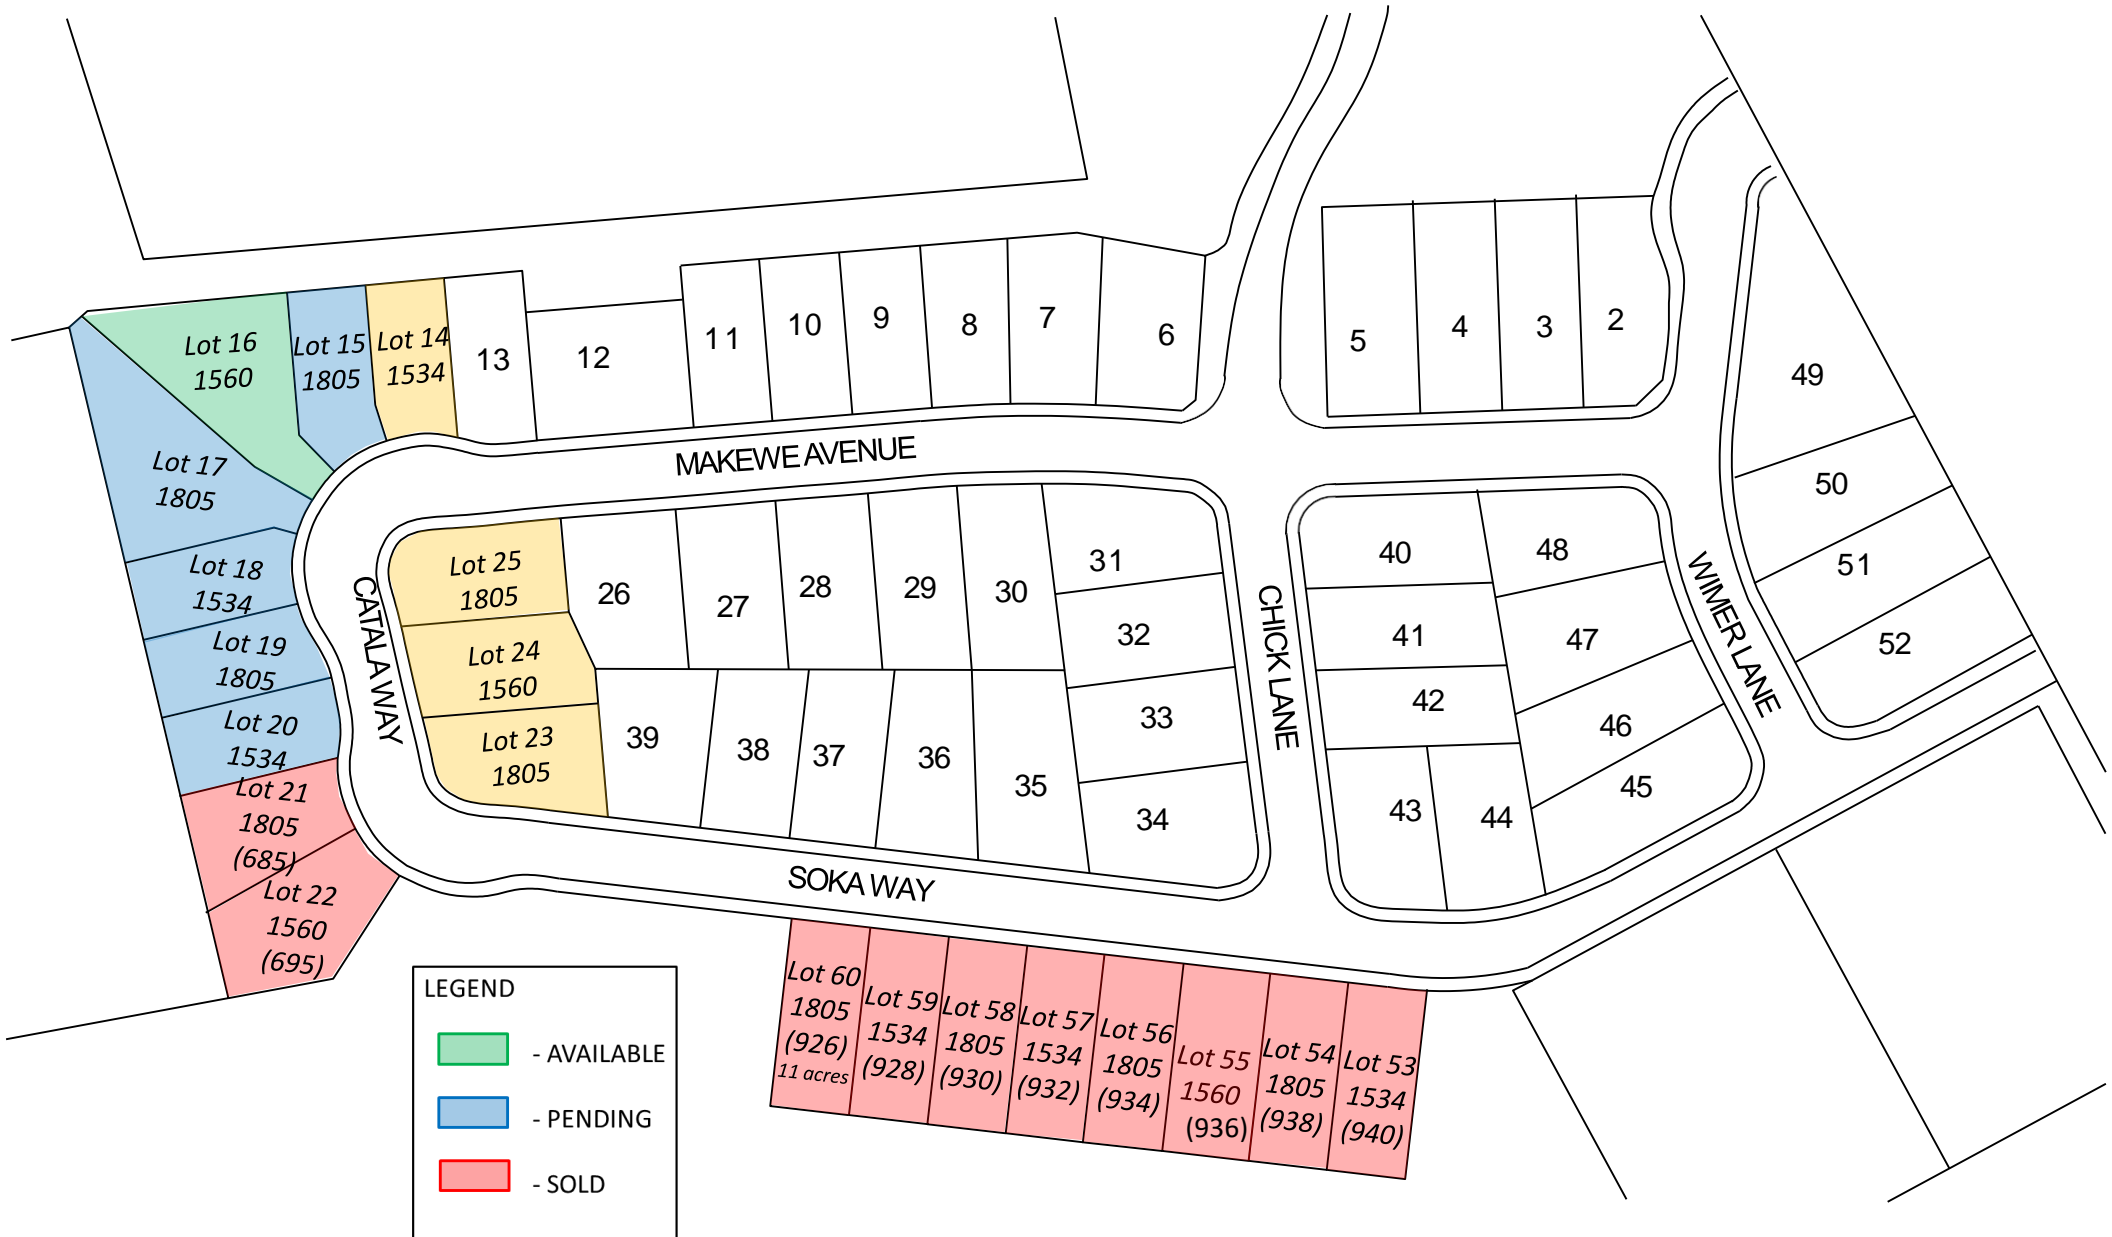 Lot 16
1560
Lot 15
1805
Lot 14
1534
13
12
11
10
9
8
7
6
5
4
3
2
49
50
51
52
MAKEWE AVENUE
Lot 17
1805
Lot 18
1534
Lot 19
1805
Lot 20
1534
Lot 21
1805
(685)
Lot 22
1560
(695)
CATALA WAY
Lot 25
1805
Lot 24
1560
Lot 23
1805
26
27
28
29
30
31
32
33
34
39
38
37
36
35
CHICK LANE
40
48
41
47
42
46
43
44
45
WIMER LANE
SOKA WAY
Lot 60
1805
(926)
11 acres
Lot 59
1534
(928)
Lot 58
1805
(930)
Lot 57
1534
(932)
Lot 56
1805
(934)
Lot 55
1560
(936)
Lot 54
1805
(938)
Lot 53
1534
(940)
LEGEND
- AVAILABLE
- PENDING
- SOLD